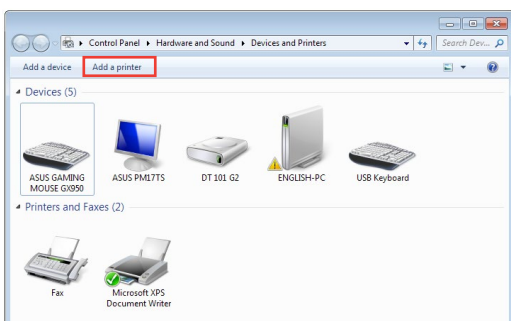 Control Panel ▸ Hardware and Sound ▸ Devices and Printers
Search Dev...
Add a device Add a printer
Devices (5)
ASUS GAMING MOUSE GX950
ASUS PM17TS
DT 101 G2
ENGLISH-PC
USB Keyboard
Printers and Faxes (2)
Fax
Microsoft XPS Document Writer